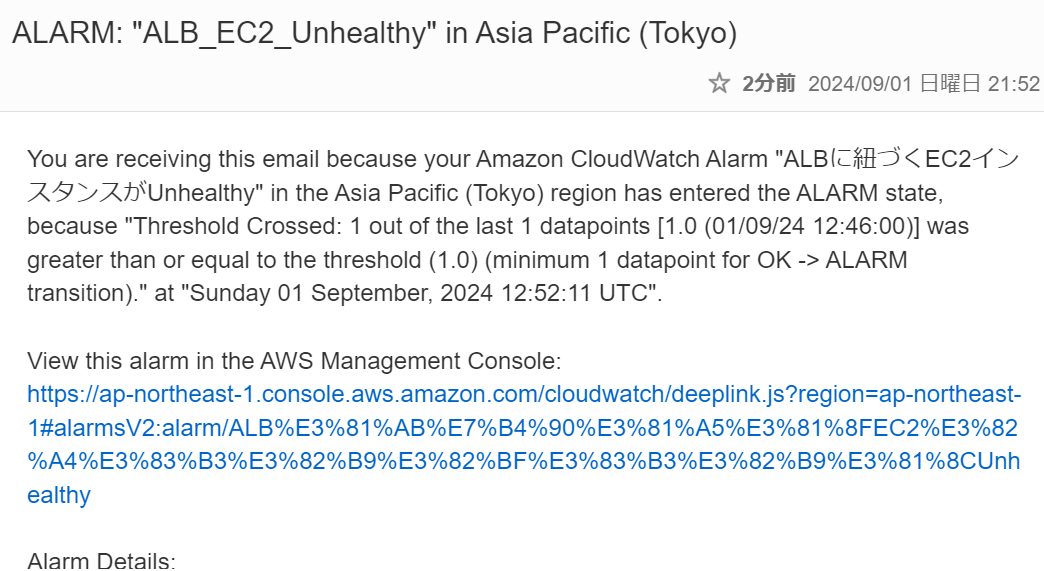 ALARM: "ALB_EC2_Unhealthy" in Asia Pacific (Tokyo)
☆ 2分前 2024/09/01 日曜日 21:52
You are receiving this email because your Amazon CloudWatch Alarm "ALBに紐づくEC2イン
スタンスがUnhealthy" in the Asia Pacific (Tokyo) region has entered the ALARM state,
because "Threshold Crossed: 1 out of the last 1 datapoints [1.0 (01/09/24 12:46:00)] was
greater than or equal to the threshold (1.0) (minimum 1 datapoint for OK -> ALARM
transition)." at "Sunday 01 September, 2024 12:52:11 UTC".
View this alarm in the AWS Management Console:
https://ap-northeast-1.console.aws.amazon.com/cloudwatch/deeplink.js?region=ap-northeast-
1#alarmsV2:alarm/ALB%E3%81%AB%E7%B4%90%E3%81%A5%E3%81%8FEC2%E3%82
%A4%E3%83%B3%E3%82%B9%E3%82%BF%E3%83%B3%E3%82%B9%E3%81%8CUnh
ealthy
Alarm Details: